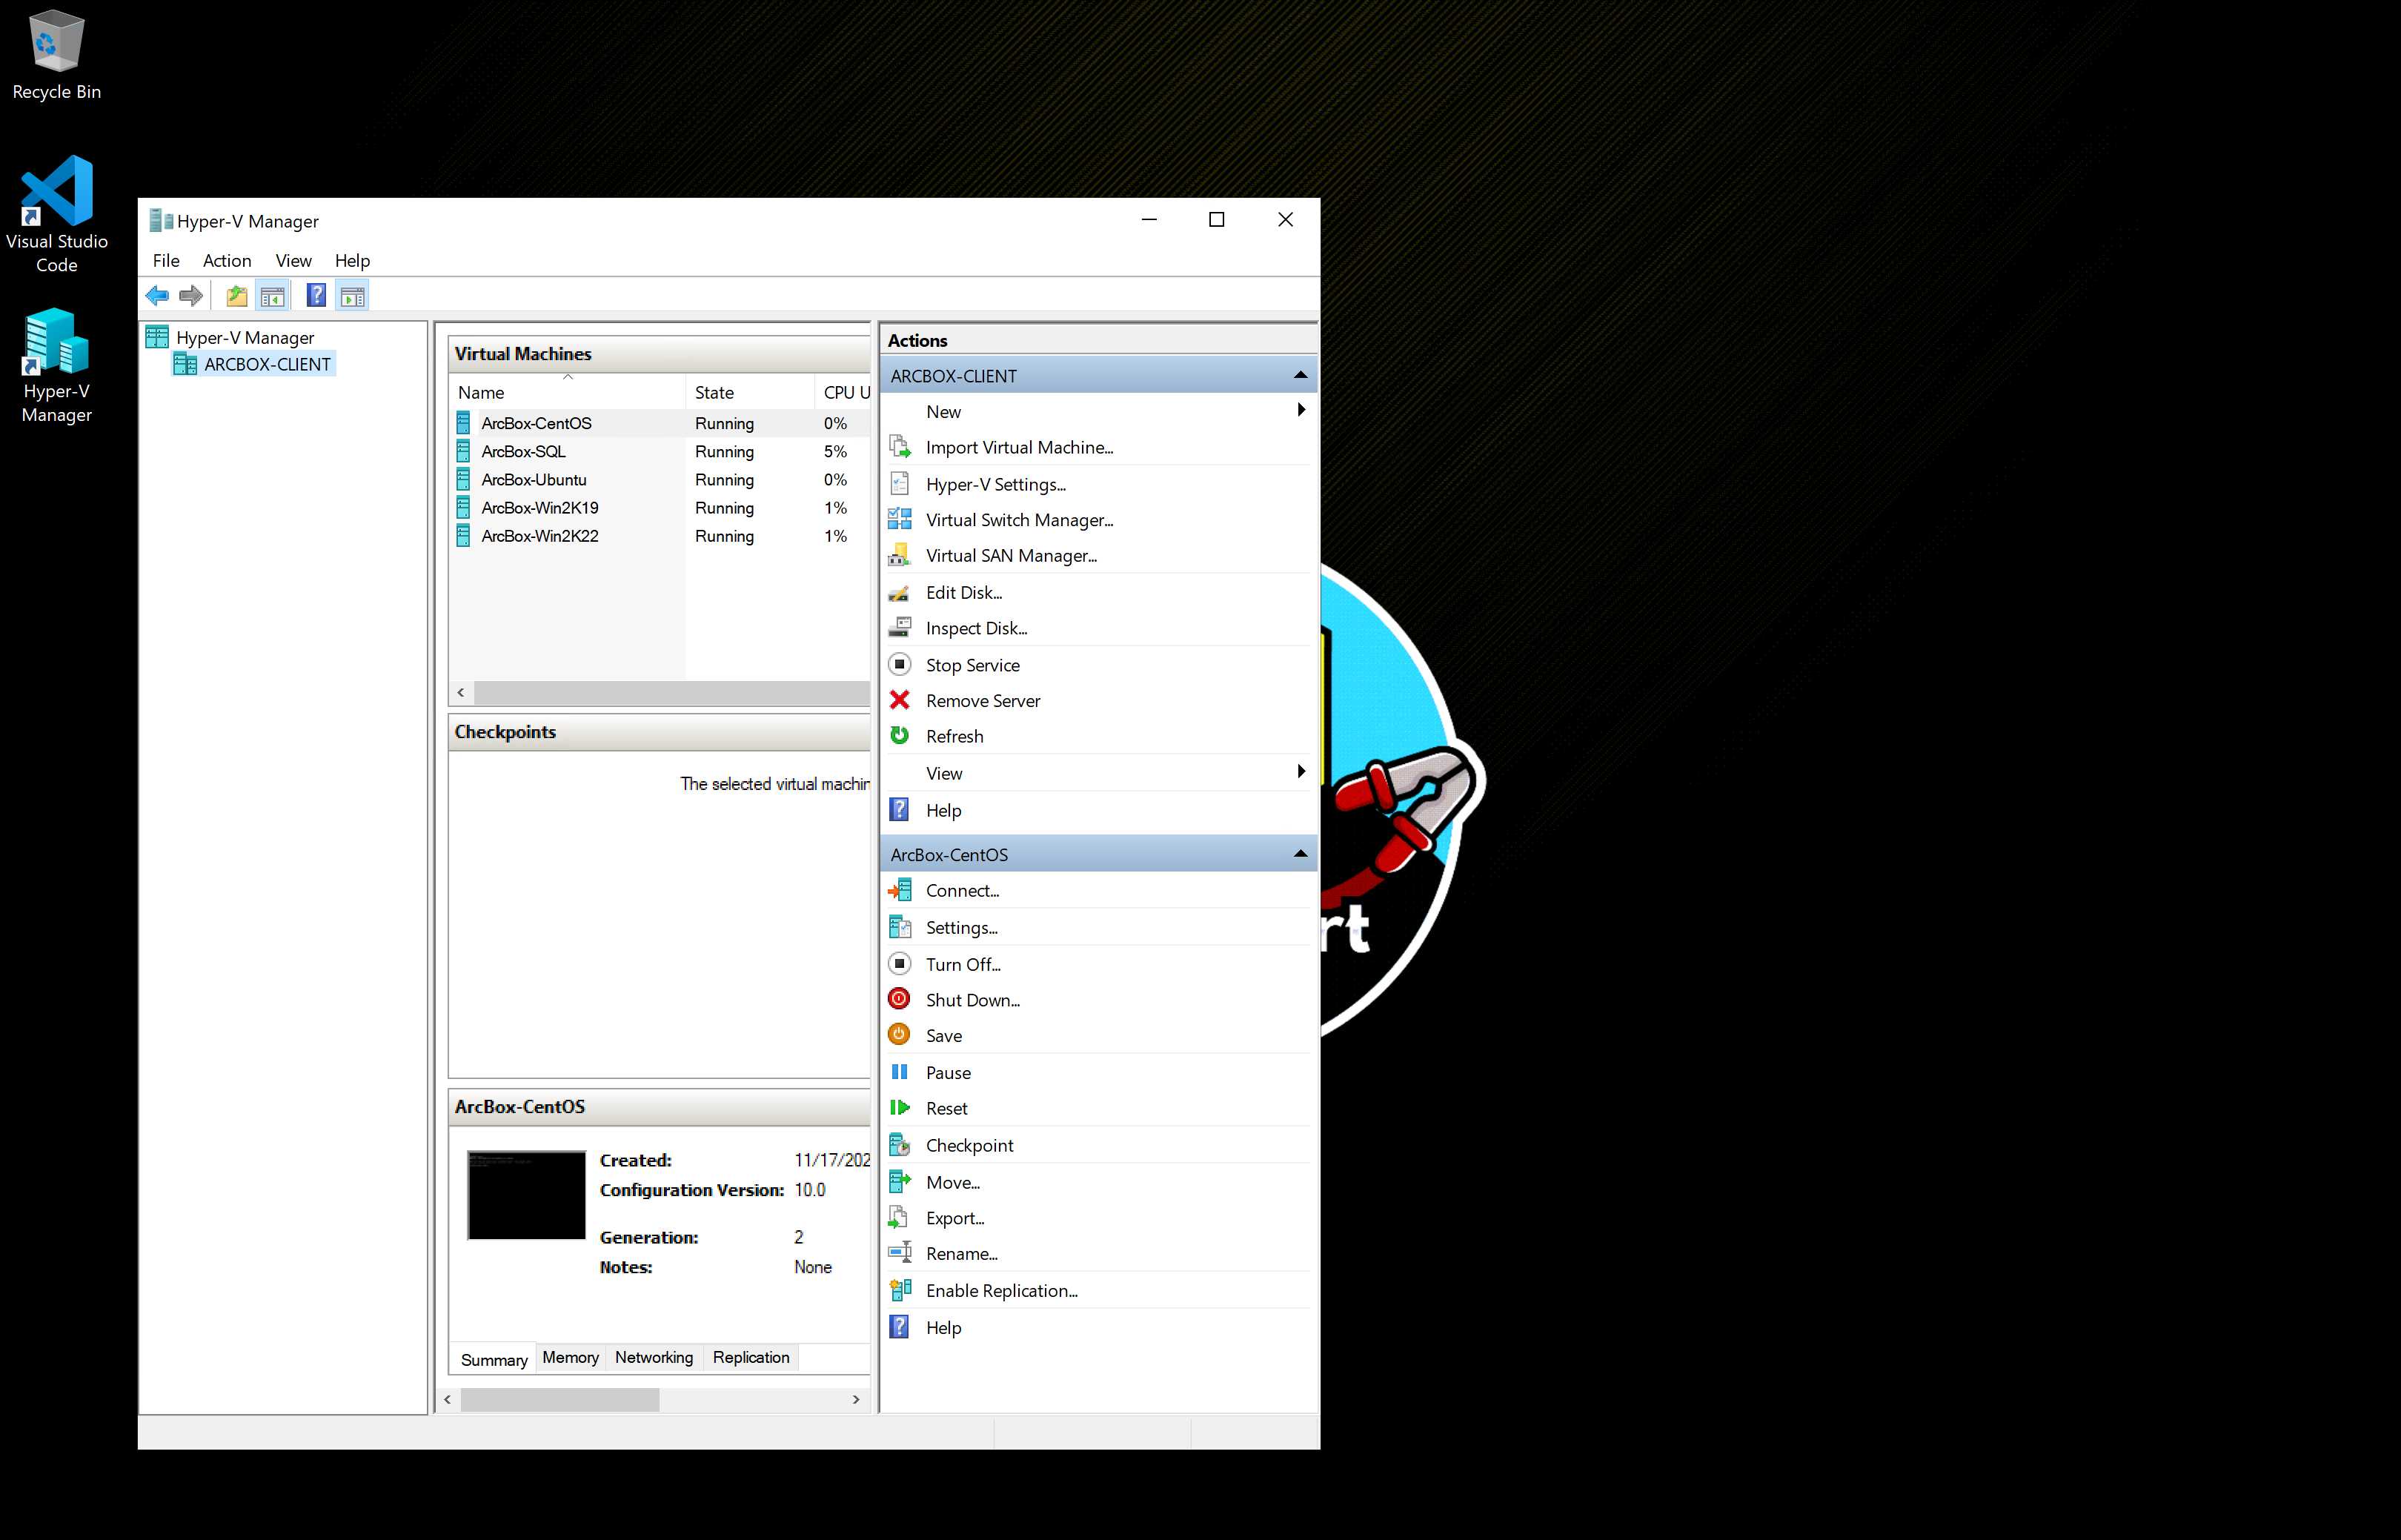 Recycle Bin
Visual Studio
Code
Hyper-V
Manager
Hyper-V Manager
File Action View Help
Hyper-V Manager
ARCBOX-CLIENT
Virtual Machines
Name State CPU U
ArcBox-CentOS Running 0%
ArcBox-SQL Running 5%
ArcBox-Ubuntu Running 0%
ArcBox-Win2K19 Running 1%
ArcBox-Win2K22 Running 1%
Checkpoints
The selected virtual machin
ArcBox-CentOS
Created: 11/17/202
Configuration Version: 10.0
Generation: 2
Notes: None
Summary Memory Networking Replication
Actions
ARCBOX-CLIENT
New
Import Virtual Machine...
Hyper-V Settings...
Virtual Switch Manager...
Virtual SAN Manager...
Edit Disk...
Inspect Disk...
Stop Service
Remove Server
Refresh
View
Help
ArcBox-CentOS
Connect...
Settings...
Turn Off...
Shut Down...
Save
Pause
Reset
Checkpoint
Move...
Export...
Rename...
Enable Replication...
Help
rt